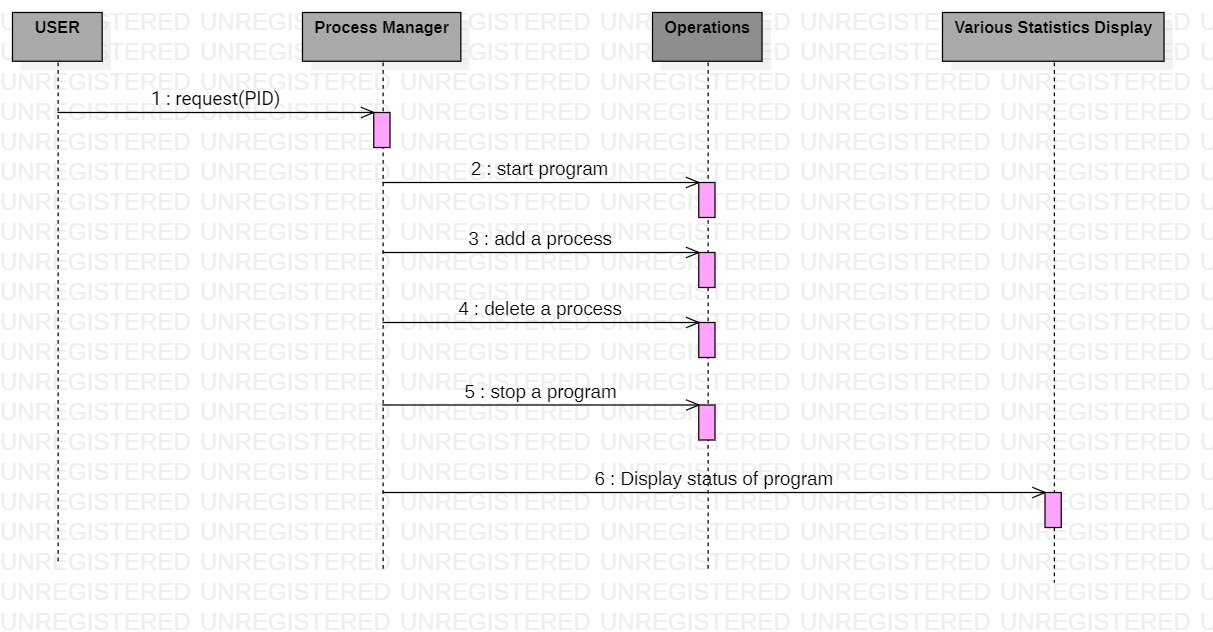 USER
Process Manager
Operations
Various Statistics Display
1 : request(PID)
2 : start program
3 : add a process
4 : delete a process
5 : stop a program
6 : Display status of program
UNREGISTERED UNREGISTERED UNREGISTERED UNREGISTERED UNREGISTERED UNREGISTERED